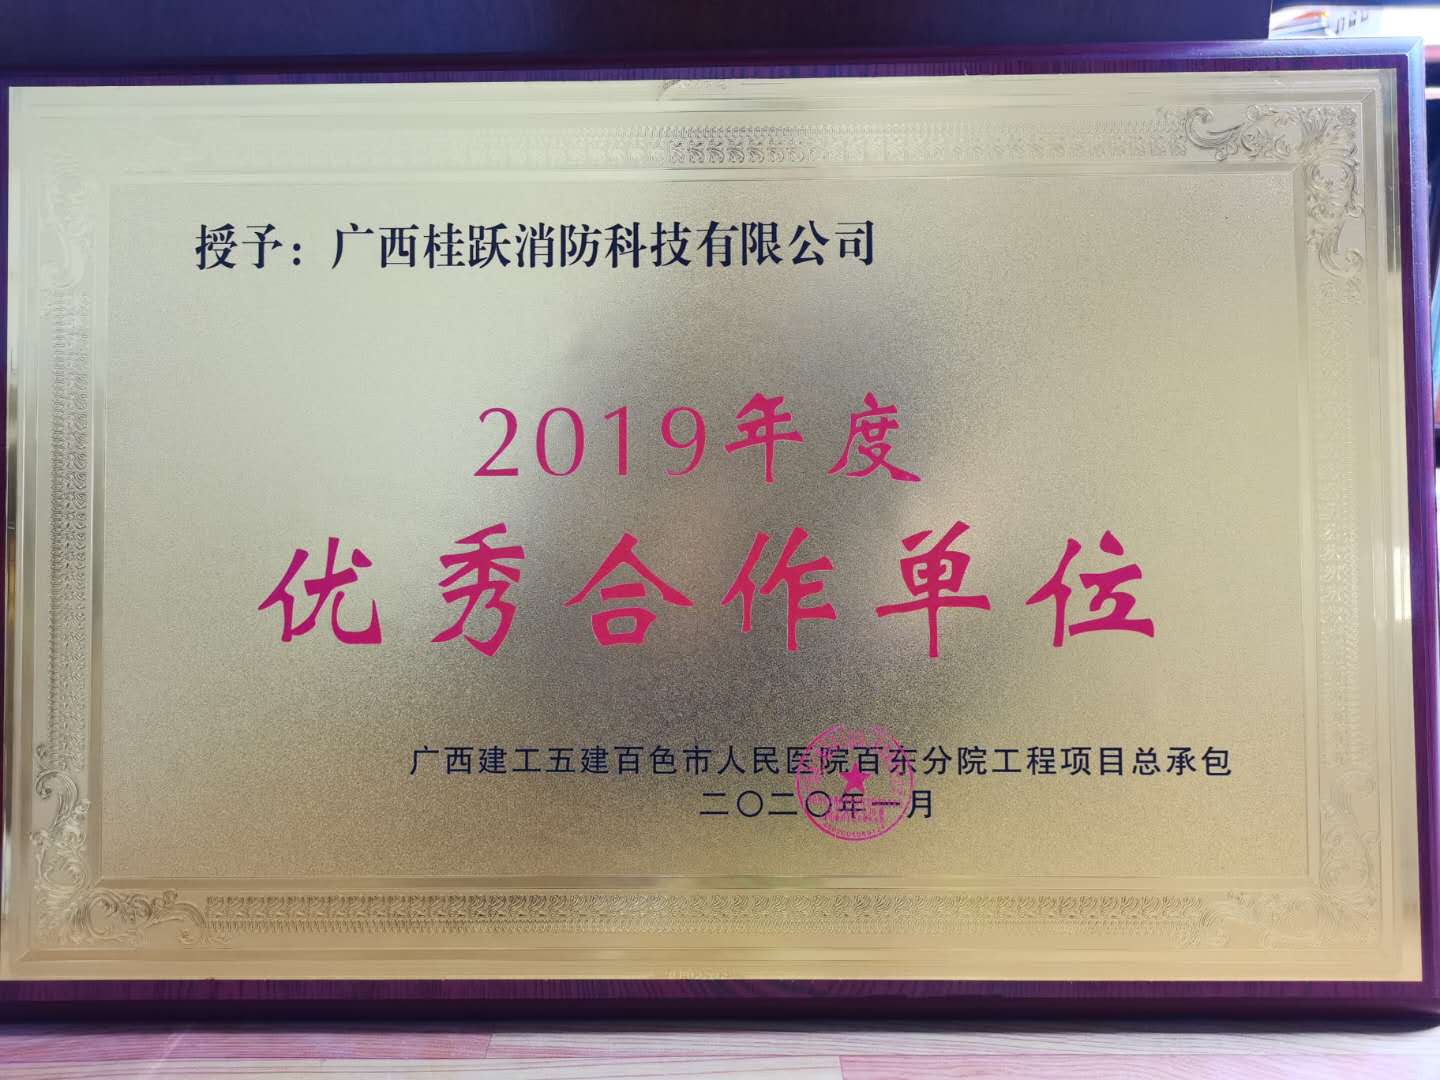 授予：广西桂跃消防科技有限公司
2019年度
优秀合作单位
广西建工五建百色市人民医院百东分院工程项目总承包
二〇二〇年一月